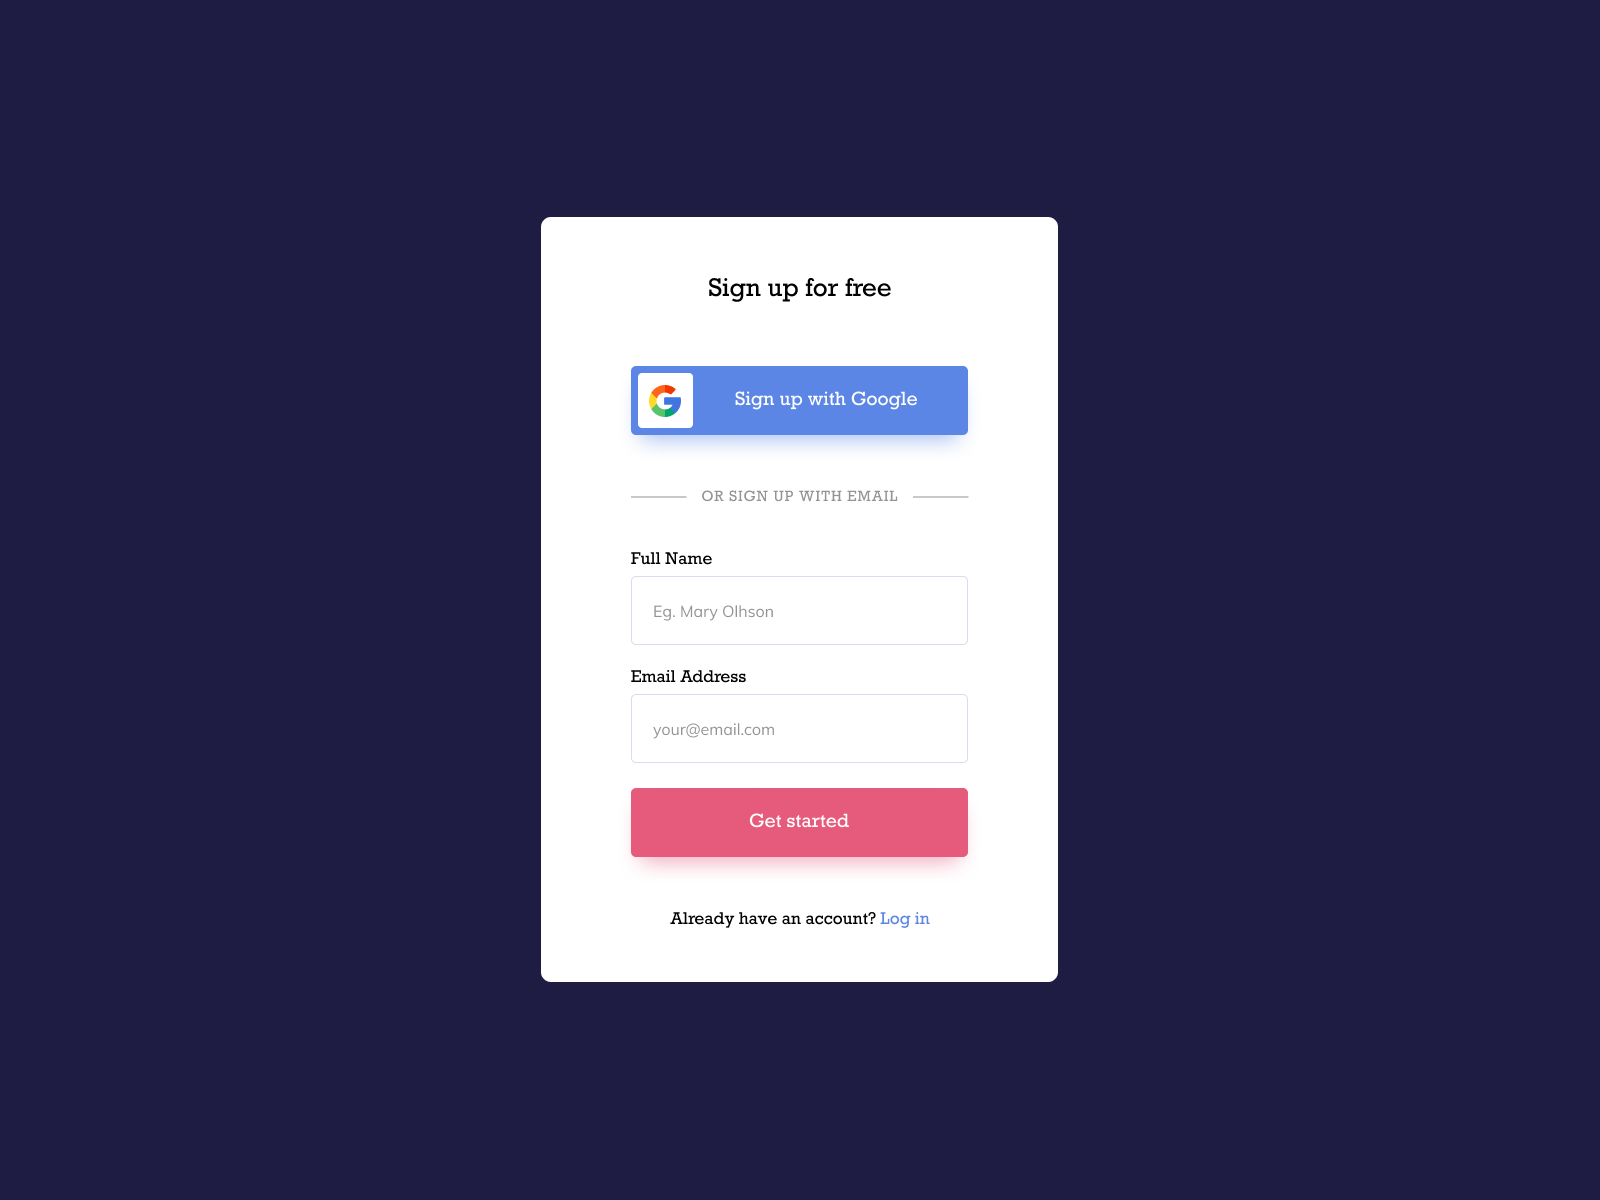 Sign up for free
Sign up with Google
OR SIGN UP WITH EMAIL
Full Name
Eg. Mary Olhson
Email Address
your@email.com
Get started
Already have an account? Log in